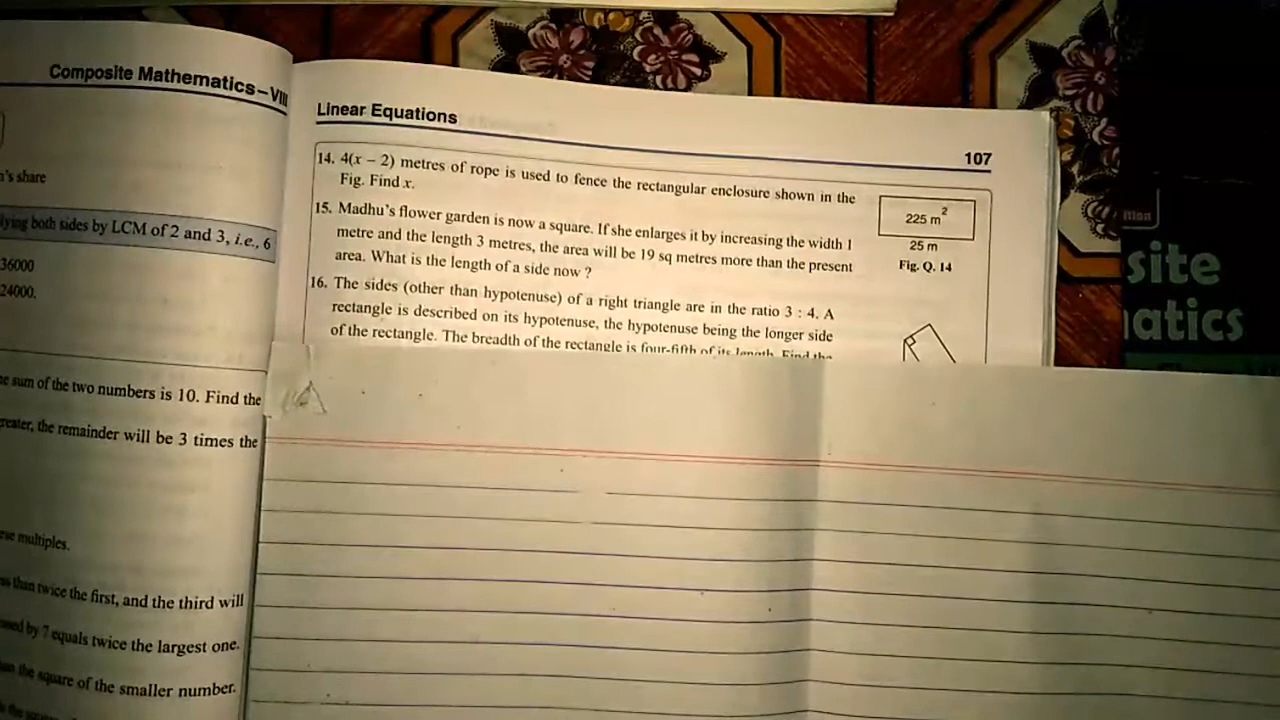 Composite Mathematics–VIII
's share
lying both sides by LCM of 2 and 3, i.e., 6
36000
24000.
sum of the two numbers is 10. Find the
the remainder will be 3 times the
multiples.
than twice the first, and the third will
by 7 equals twice the largest one.
the square of the smaller number.
Linear Equations
107
14. 4(x – 2) metres of rope is used to fence the rectangular enclosure shown in the
Fig. Find x.
15. Madhu's flower garden is now a square. If she enlarges it by increasing the width 1
metre and the length 3 metres, the area will be 19 sq metres more than the present
area. What is the length of a side now ?
16. The sides (other than hypotenuse) of a right triangle are in the ratio 3 : 4. A
rectangle is described on its hypotenuse, the hypotenuse being the longer side
of the rectangle. The breadth of the rectangle is four-fifth of its length. Find the
225 m²
25 m
Fig. Q. 14
ition
site
atics